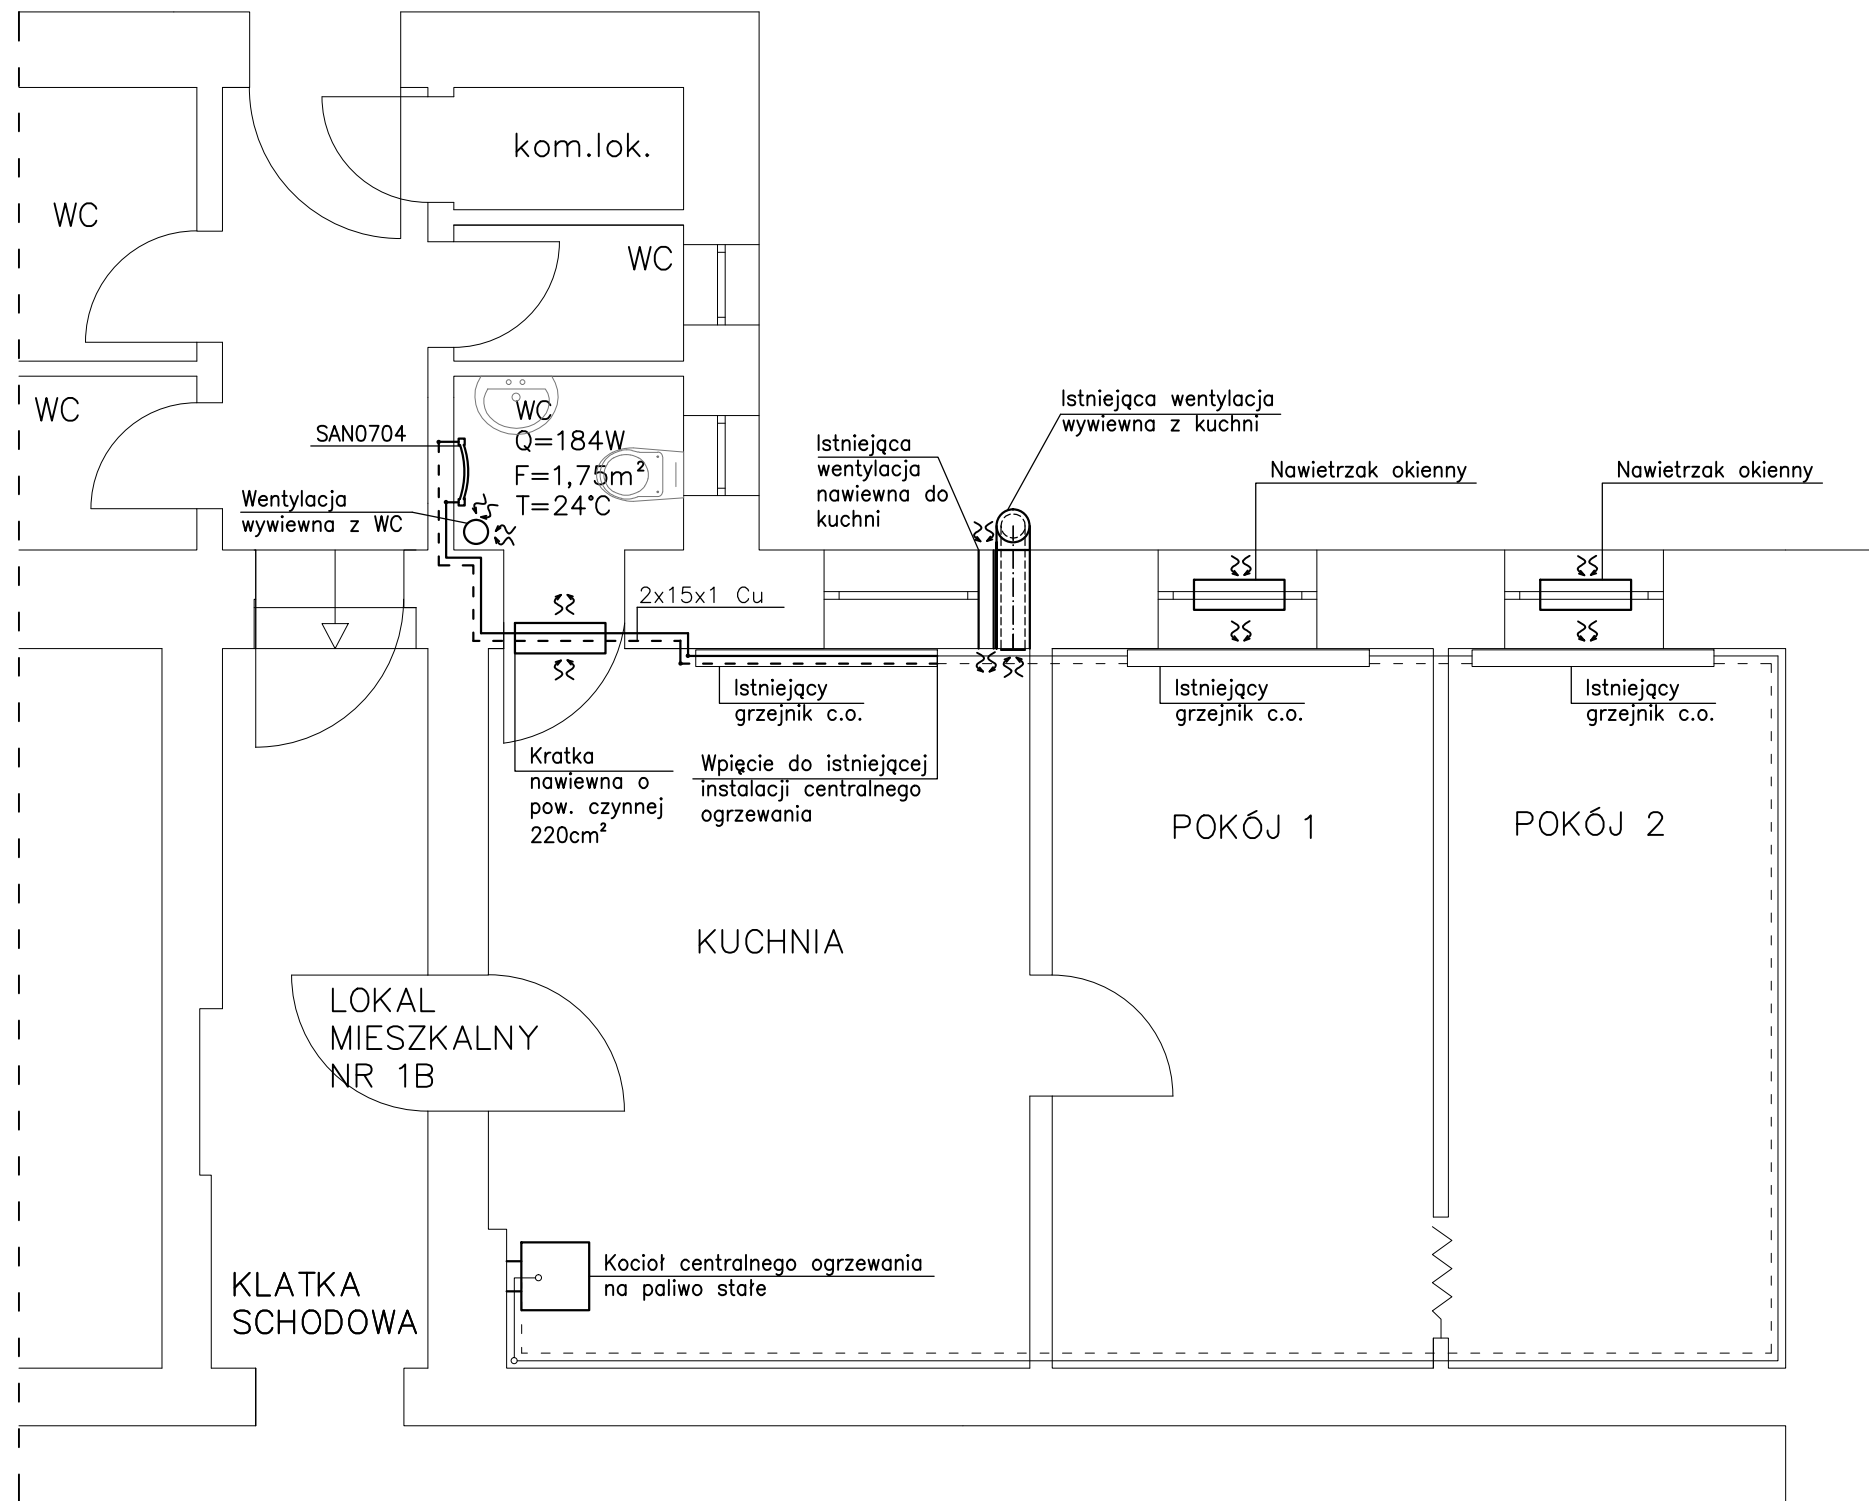 kom.lok.
WC
WC
WC
WC
Q=184W
F=1,75m²
T=24°C
SAN0704
Wentylacja
wywiewna z WC
Istniejąca wentylacja
wywiewna z kuchni
Istniejąca
wentylacja
nawiewna do
kuchni
Nawietrzak okienny
Nawietrzak okienny
2x15x1 Cu
Istniejący
grzejnik c.o.
Istniejący
grzejnik c.o.
Istniejący
grzejnik c.o.
Kratka
nawiewna o
pow. czynnej
220cm²
Wpięcie do istniejącej
instalacji centralnego
ogrzewania
POKÓJ 1
POKÓJ 2
KUCHNIA
LOKAL
MIESZKALNY
NR 1B
KLATKA
SCHODOWA
Kocioł centralnego ogrzewania
na paliwo stałe